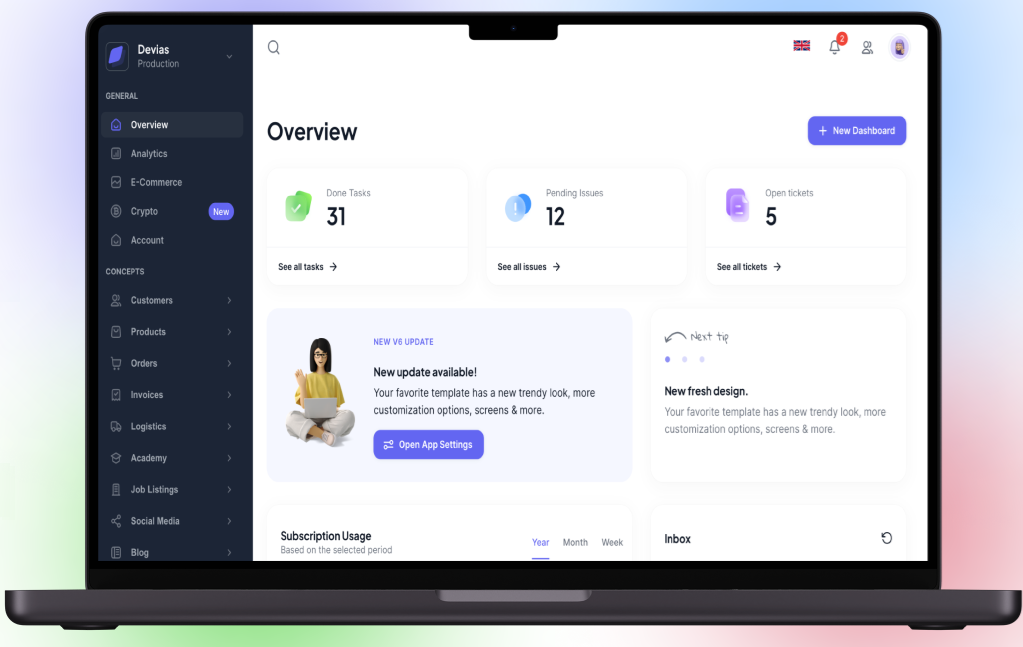 Devias
Production
GENERAL
Overview
Analytics
E-Commerce
Crypto
New
Account
CONCEPTS
Customers
Products
Orders
Invoices
Logistics
Academy
Job Listings
Social Media
Blog
2
Overview
+ New Dashboard
Done Tasks
31
See all tasks →
Pending Issues
12
See all issues →
Open tickets
5
See all tickets →
NEW V6 UPDATE
New update available!
Your favorite template has a new trendy look, more
customization options, screens & more.
Open App Settings
Next tip
New fresh design.
Your favorite template has a new trendy look, more
customization options, screens & more.
Subscription Usage
Based on the selected period
Year Month Week
Inbox